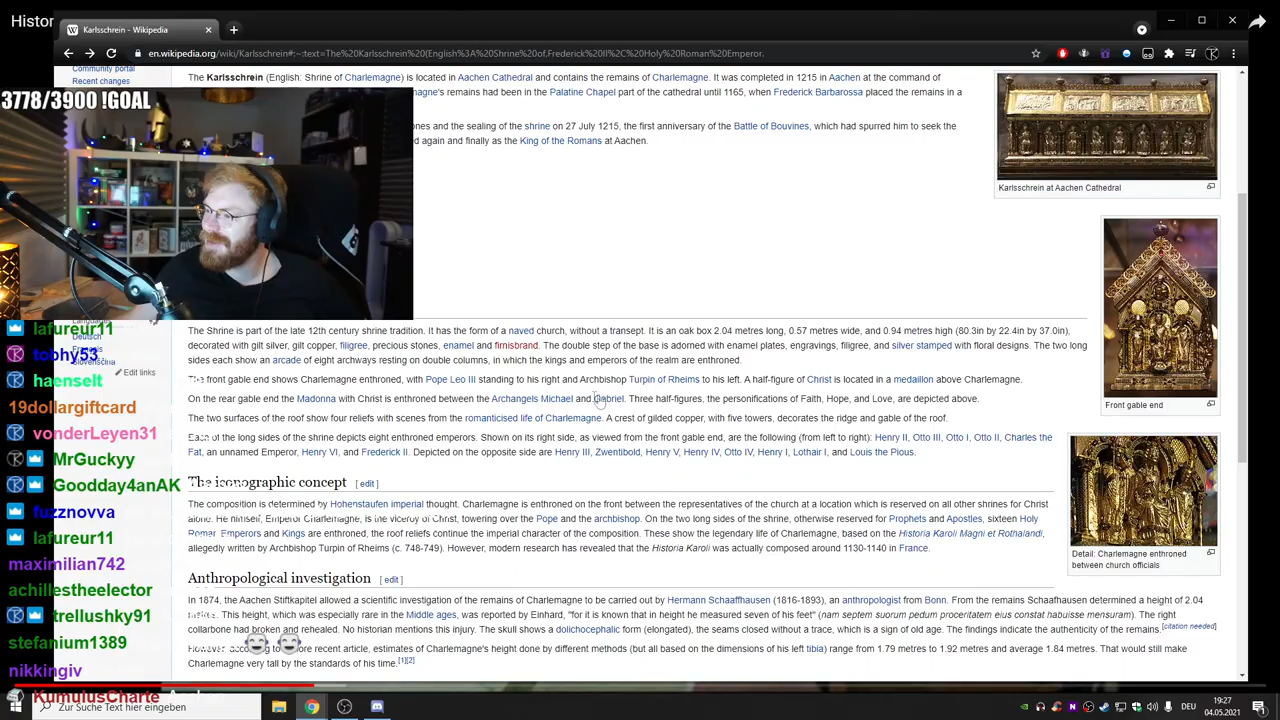 Histor
Karlsschrein - Wikipedia
en.wikipedia.org/wiki/Karlsschrein#:~:text=The%20Karlsschrein%20(English%3A%20Shrine%20of,Frederick%20II%2C%20Holy%20Roman%20Emperor.
Community portal
Recent changes
The Karlsschrein (English: Shrine of Charlemagne) is located in Aachen Cathedral and contains the remains of Charlemagne. It was completed in 1215 in Aachen at the command of
magne's remains had been in the Palatine Chapel part of the cathedral until 1165, when Frederick Barbarossa placed the remains in a
3778/3900 !GOAL
ones and the sealing of the shrine on 27 July 1215, the first anniversary of the Battle of Bouvines, which had spurred him to seek the
d again and finally as the King of the Romans at Aachen.
Karlsschrein at Aachen Cathedral
Front gable end
Detail: Charlemagne enthroned
between church officials
Languages
Deutsch
Français
Slovenščina
Edit links
The Shrine is part of the late 12th century shrine tradition. It has the form of a naved church, without a transept. It is an oak box 2.04 metres long, 0.57 metres wide, and 0.94 metres high (80.3in by 22.4in by 37.0in),
decorated with gilt silver, gilt copper, filigree, precious stones, enamel and firnisbrand. The double step of the base is adorned with enamel plates, engravings, filigree, and silver stamped with floral designs. The two long
sides each show an arcade of eight archways resting on double columns, in which the kings and emperors of the realm are enthroned.
The front gable end shows Charlemagne enthroned, with Pope Leo III standing to his right and Archbishop Turpin of Rheims to his left. A half-figure of Christ is located in a medaillon above Charlemagne.
On the rear gable end the Madonna with Christ is enthroned between the Archangels Michael and Gabriel. Three half-figures, the personifications of Faith, Hope, and Love, are depicted above.
The two surfaces of the roof show four reliefs with scenes from the romanticised life of Charlemagne. A crest of gilded copper, with five towers, decorates the ridge and gable of the roof.
Each of the long sides of the shrine depicts eight enthroned emperors. Shown on its right side, as viewed from the front gable end, are the following (from left to right): Henry II, Otto III, Otto I, Otto II, Charles the
Fat, an unnamed Emperor, Henry VI, and Frederick II. Depicted on the opposite side are Henry III, Zwentibold, Henry V, Henry IV, Otto IV, Henry I, Lothair I, and Louis the Pious.
The iconographic concept [ edit ]
The composition is determined by Hohenstaufen imperial thought. Charlemagne is enthroned on the front between the representatives of the church at a location which is reserved on all other shrines for Christ
alone. He himself, Emperor Charlemagne, is the viceroy of Christ, towering over the Pope and the archbishop. On the two long sides of the shrine, otherwise reserved for Prophets and Apostles, sixteen Holy
Roman Emperors and Kings are enthroned, the roof reliefs continue the imperial character of the composition. These show the legendary life of Charlemagne, based on the Historia Karoli Magni et Rotholandi,
allegedly written by Archbishop Turpin of Rheims (c. 748-749). However, modern research has revealed that the Historia Karoli was actually composed around 1130-1140 in France.
Anthropological investigation [ edit ]
In 1874, the Aachen Stiftkapitel allowed a scientific investigation of the remains of Charlemagne to be carried out by Hermann Schaaffhausen (1816-1893), an anthropologist from Bonn. From the remains Schaafhausen determined a height of 2.04
metres. This height, which was especially rare in the Middle ages, was reported by Einhard, "for it is known that in height he measured seven of his feet" (nam septem suorum pedum proceritatem eius constat habuisse mensuram). The right
collarbone had broken and rehealed. No historian mentions this injury. The skull shows a dolichocephalic form (elongated), the seams closed without a trace, which is a sign of old age. The findings indicate the authenticity of the remains.[citation needed]
However, according to a more recent article, estimates of Charlemagne's height done by different methods (but all based on the dimensions of his left tibia) range from 1.79 metres to 1.92 metres and average 1.84 metres. That would still make
Charlemagne very tall by the standards of his time.[1][2]
lafureur11
tobhy53
haenselt
19dollargiftcard
vonderLeyen31
MrGuckyy
Goodday4anAK
fuzznovva
lafureur11
maximilian742
achillestheelector
trellushky91
stefanium1389
nikkingiv
KumulusCharte
Zur Suche Text hier eingeben
DEU
19:27
04.05.2021